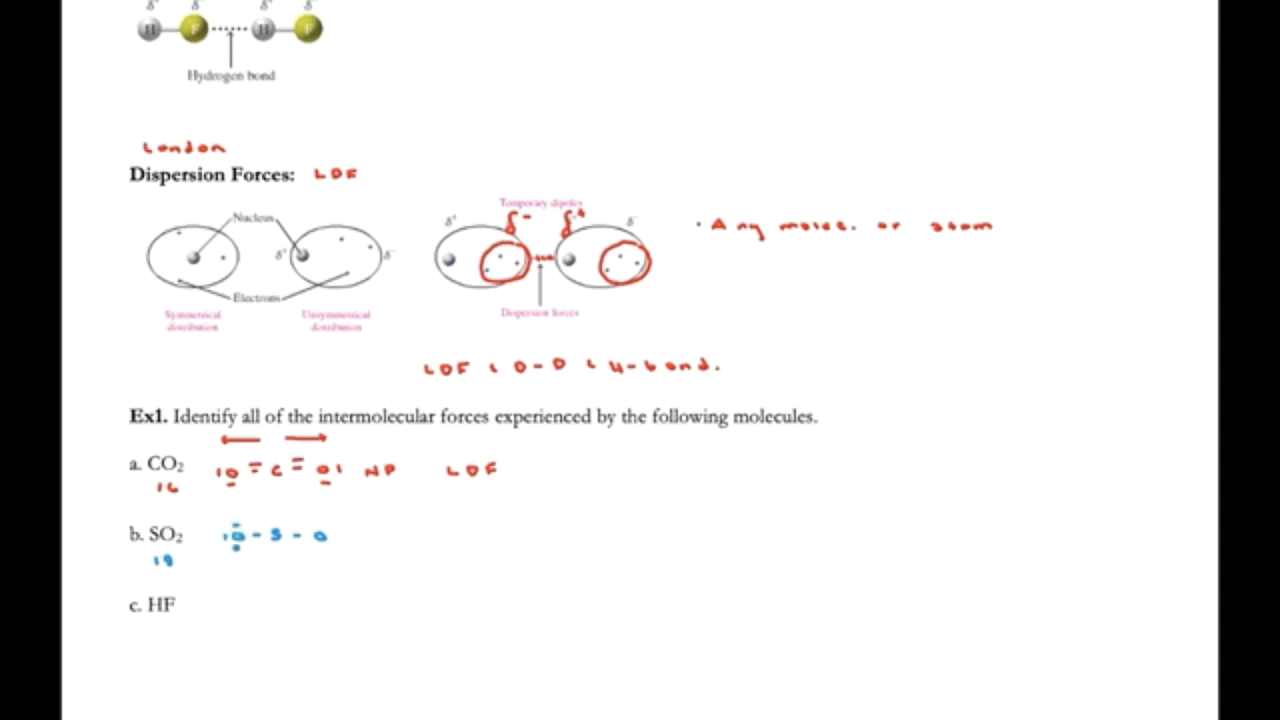 δ⁺ δ⁻ δ⁺ δ⁻
H F H F
Hydrogen bond
London
Dispersion Forces: LDF
Temporary dipoles
Nucleus
δ⁺ δ⁻ δ⁺ δ⁻
· Any molec. or atom
δ⁺ δ⁻
Electrons
Symmetrical distribution
Unsymmetrical distribution
Dispersion forces
LDF < D-D < H-bond.
Ex1. Identify all of the intermolecular forces experienced by the following molecules.
a. CO₂ :O=C=O: NP LDF
16
b. SO₂ :O-S-O
18
c. HF